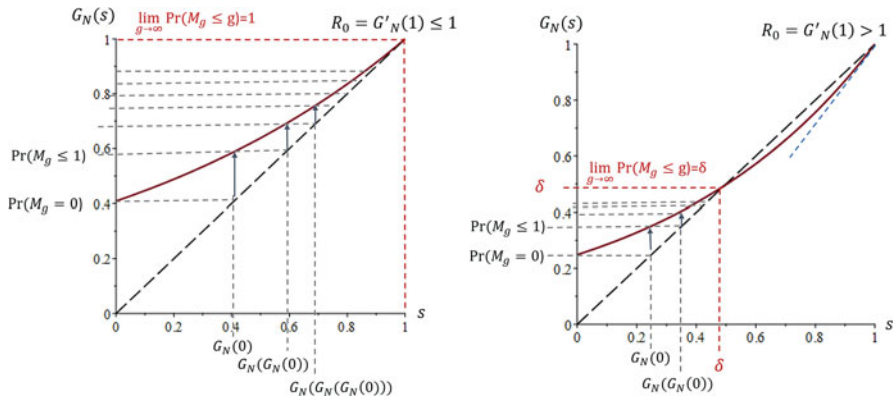 G_N(s)
lim_{g→∞} Pr(M_g ≤ g)=1
R_0 = G'_N(1) ≤ 1
1
0.8
0.6
Pr(M_g ≤ 1)
Pr(M_g = 0)
0.4
0.2
0
0 0.2 0.4 0.6 0.8 1 s
G_N(0)
G_N(G_N(0))
G_N(G_N(G_N(0)))
G_N(s)
R_0 = G'_N(1) > 1
1
0.8
0.6
δ
lim_{g→∞} Pr(M_g ≤ g)=δ
0.4
Pr(M_g ≤ 1)
Pr(M_g = 0)
0.2
0
0 0.2 0.4 0.6 0.8 1 s
G_N(0)
G_N(G_N(0))
δ